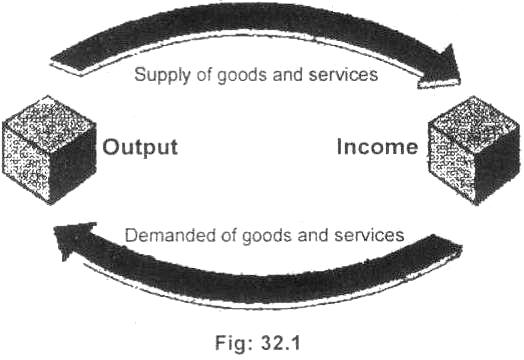 Supply of goods and services
Output
Income
Demanded of goods and services
Fig: 32.1